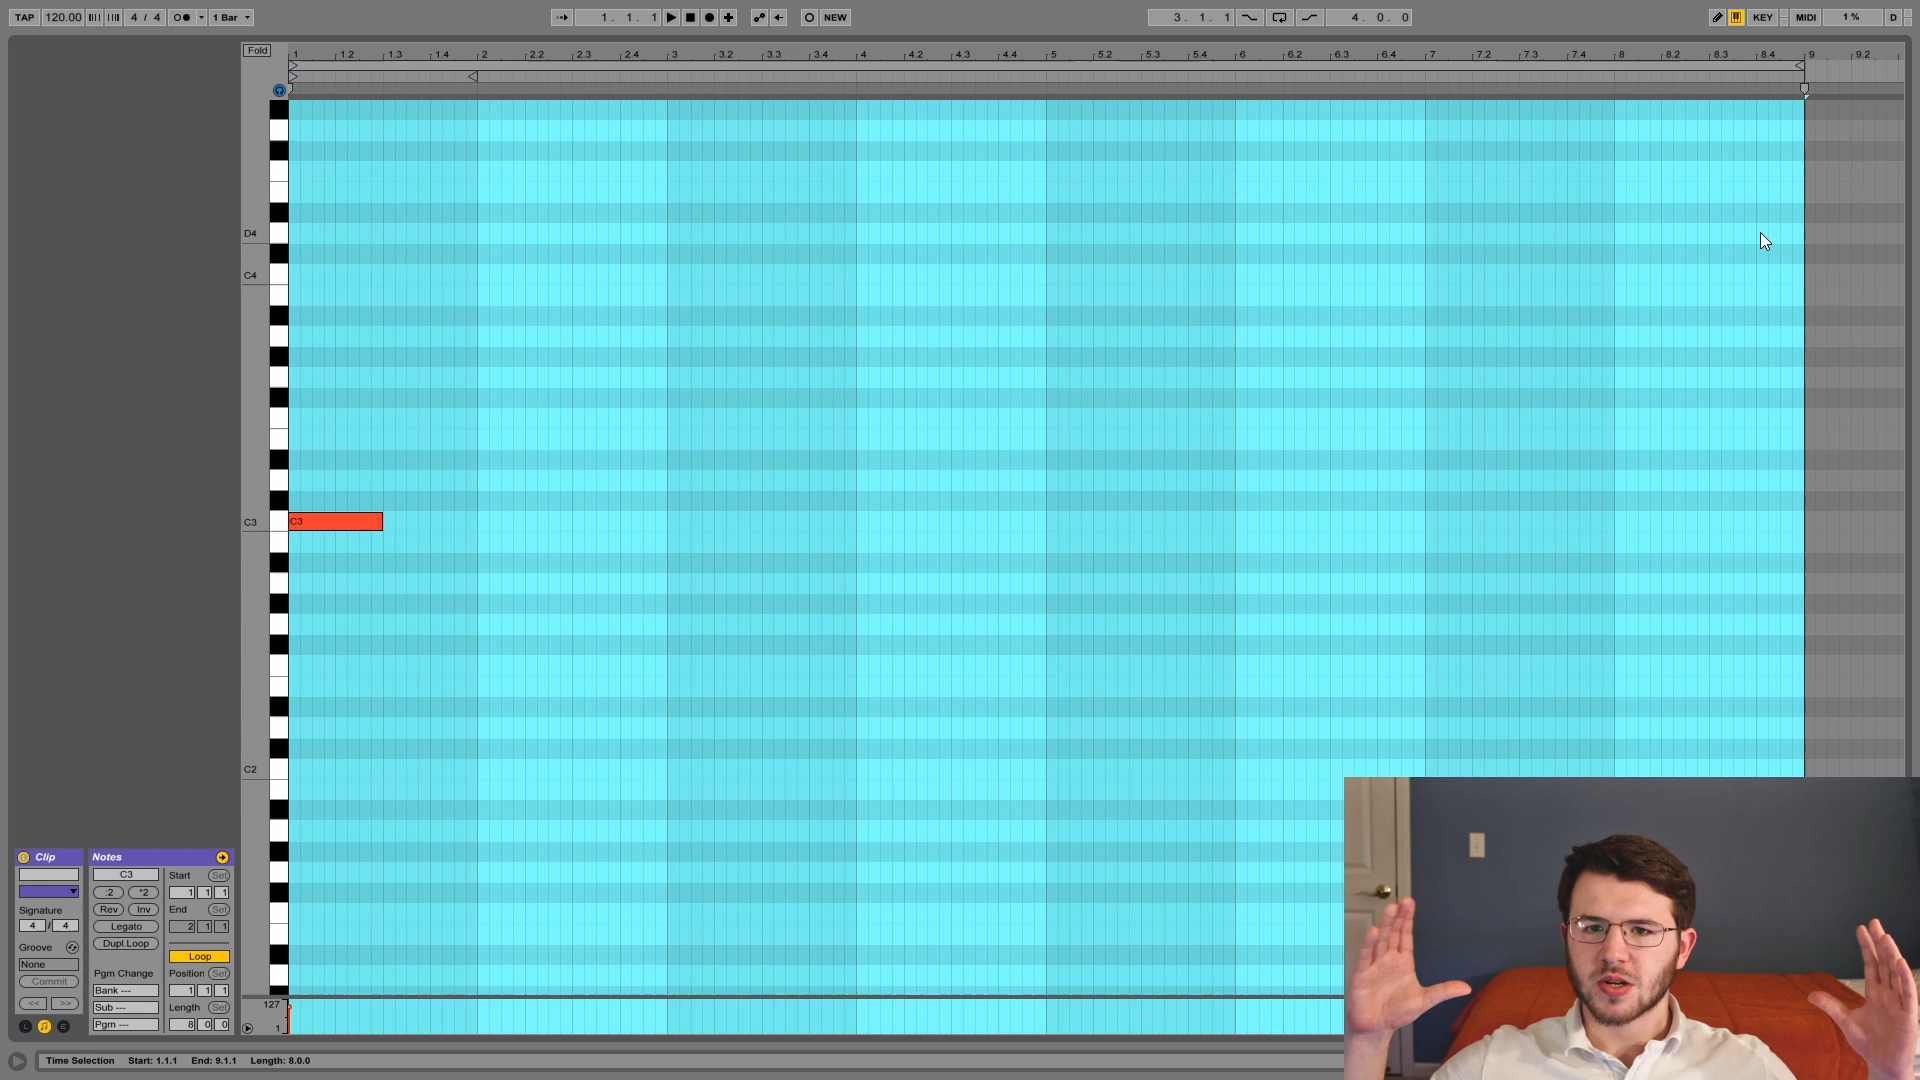 TAP 120.00 4 / 4 1 Bar 1. 1. 1 NEW 3. 1. 1 4. 0. 0 KEY MIDI 1 % D
Fold 1 1.2 1.3 1.4 2 2.2 2.3 2.4 3 3.2 3.3 3.4 4 4.2 4.3 4.4 5 5.2 5.3 5.4 6 6.2 6.3 6.4 7 7.2 7.3 7.4 8 8.2 8.3 8.4 9 9.2
D4
C4
C3 C3
C2
Clip Notes
C3 Start Set
:2 *2 1 1 1
Signature Rev Inv End Set
4 / 4 Legato 2 1 1
Groove Dupl.Loop
None Loop
Commit Pgm Change Position Set
Bank --- 1 1 1
<< >> Sub --- Length Set
L E Pgm --- 8 0 0
127
1
Time Selection Start: 1.1.1 End: 9.1.1 Length: 8.0.0